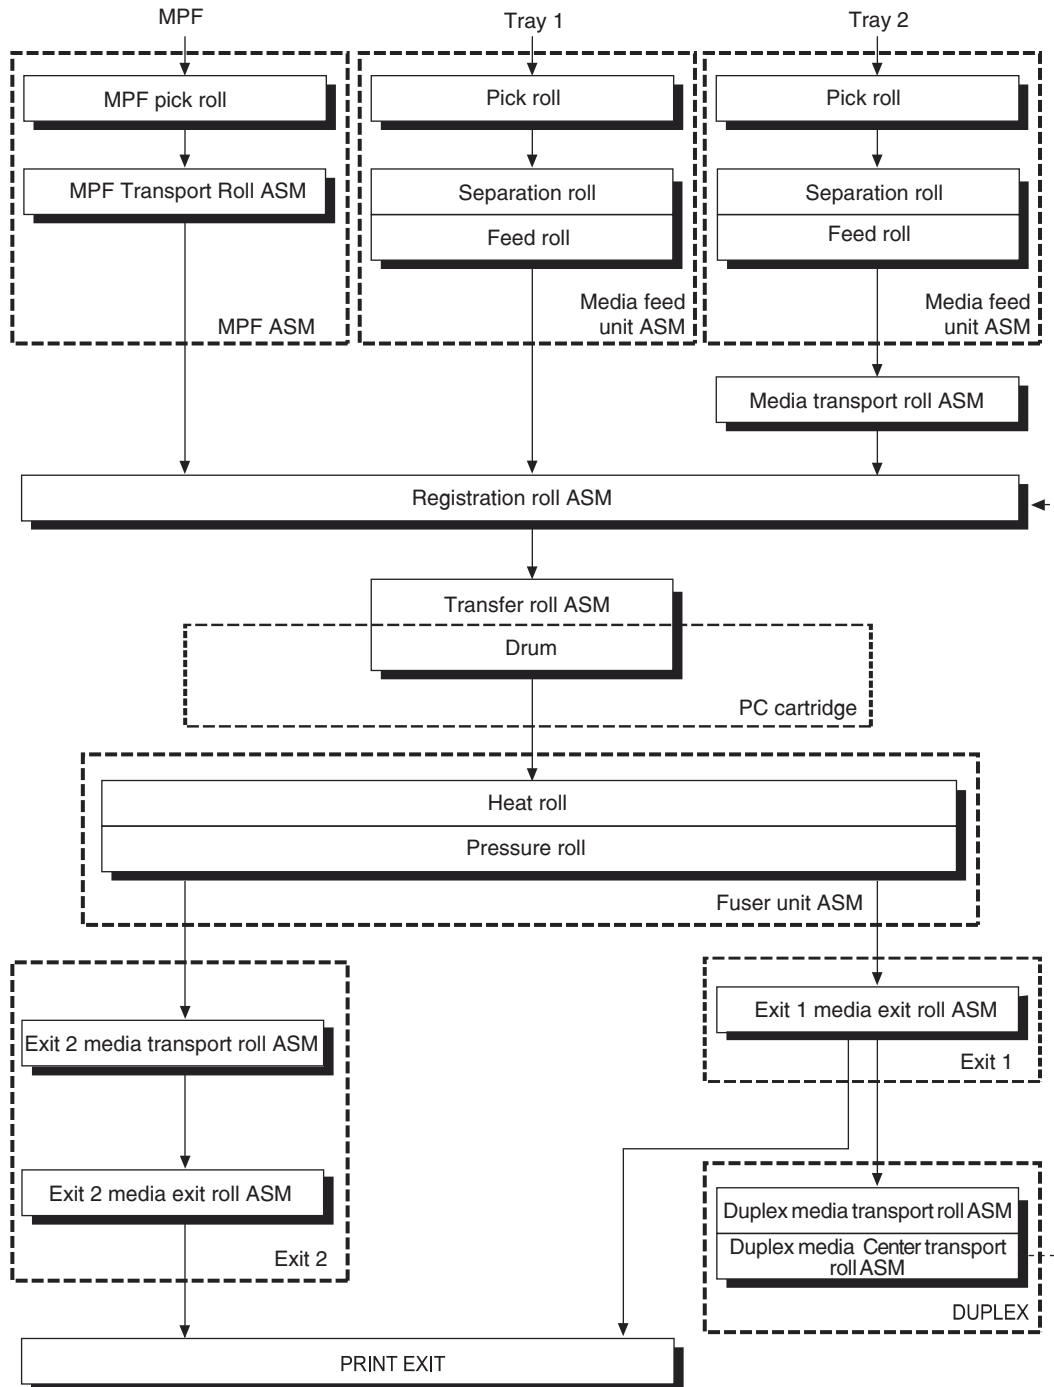 MPF
Tray 1
Tray 2
MPF pick roll
Pick roll
Pick roll
MPF Transport Roll ASM
Separation roll
Separation roll
Feed roll
Feed roll
MPF ASM
Media feed
unit ASM
Media feed
unit ASM
Media transport roll ASM
Registration roll ASM
Transfer roll ASM
Drum
PC cartridge
Heat roll
Pressure roll
Fuser unit ASM
Exit 1 media exit roll ASM
Exit 2 media transport roll ASM
Exit 1
Exit 2 media exit roll ASM
Duplex media transport roll ASM
Duplex media Center transport
roll ASM
Exit 2
DUPLEX
PRINT EXIT